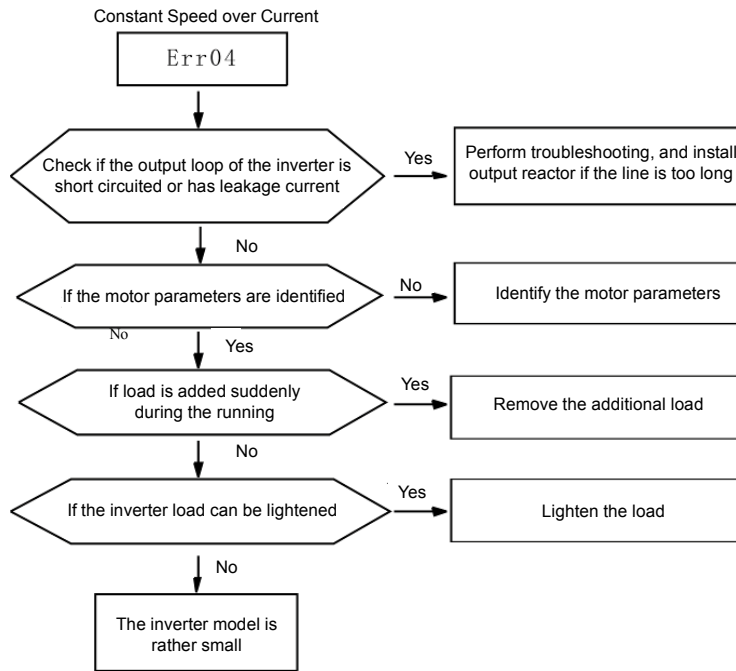 Constant Speed over Current
Err04
Check if the output loop of the inverter is
short circuited or has leakage current
Yes
Perform troubleshooting, and install
output reactor if the line is too long
No
If the motor parameters are identified
No
Identify the motor parameters
No
Yes
If load is added suddenly
during the running
Yes
Remove the additional load
No
If the inverter load can be lightened
Yes
Lighten the load
No
The inverter model is
rather small